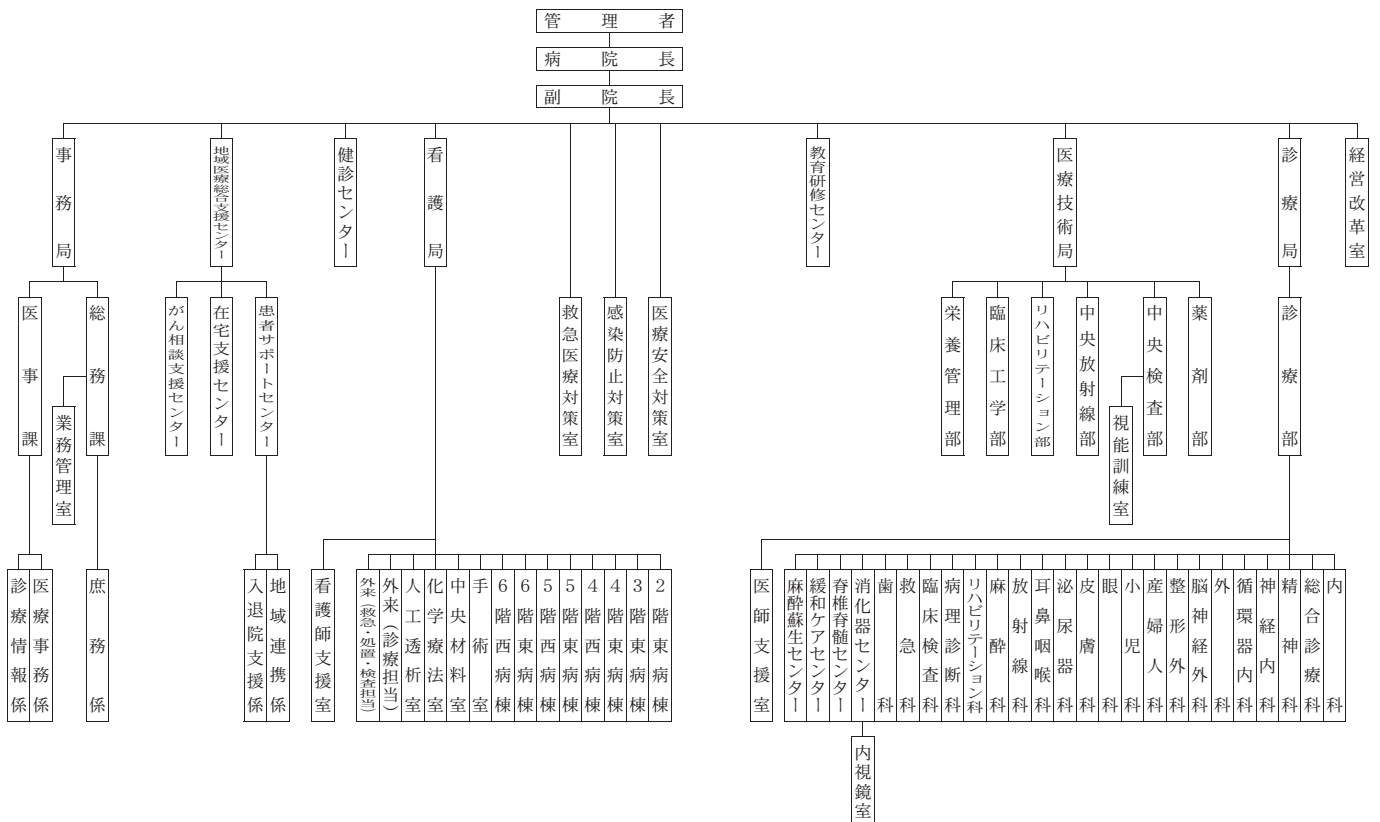 管理者
病院長
副院長
事務局
地域医療総合支援センター
健診センター
看護局
教育研修センター
医療技術局
診療局
経営改革室
医事課
総務課
がん相談支援センター
在宅支援センター
患者サポートセンター
救急医療対策室
感染防止対策室
医療安全対策室
栄養管理部
臨床工学部
リハビリテーション部
中央放射線部
中央検査部
薬剤部
診療部
業務管理室
視能訓練室
診療情報係
医療事務係
庶務係
入退院支援係
地域連携係
看護師支援室
外来（救急・処置・検査担当）
外来（診療担当）
人工透析室
化学療法室
中央材料室
手術室
6階西病棟
6階東病棟
5階西病棟
5階東病棟
4階西病棟
4階東病棟
3階東病棟
2階東病棟
医師支援室
麻酔蘇生センター
緩和ケアセンター
脊椎脊髄センター
消化器センター
歯科
救急科
臨床検査科
病理診断科
リハビリテーション科
麻酔科
放射線科
耳鼻咽喉科
泌尿器科
皮膚科
眼科
小児科
産婦人科
整形外科
脳神経外科
外科
循環器内科
神経内科
精神科
総合診療科
内科
内視鏡室